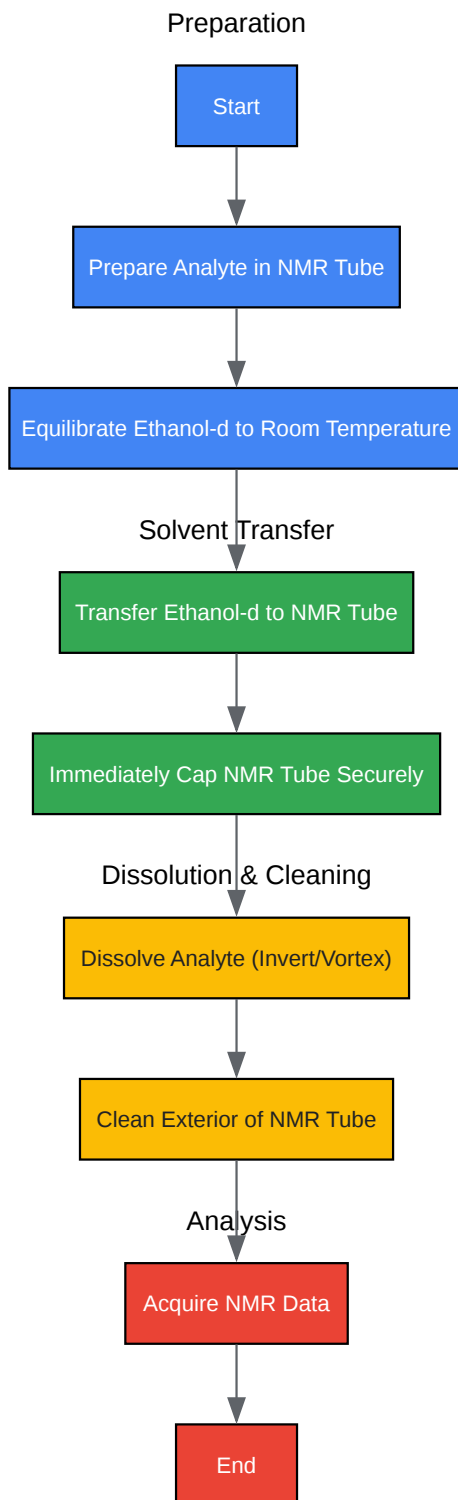 Preparation
Start
Prepare Analyte in NMR Tube
Equilibrate Ethanol-d to Room Temperature
Solvent Transfer
Transfer Ethanol-d to NMR Tube
Immediately Cap NMR Tube Securely
Dissolution & Cleaning
Dissolve Analyte (Invert/Vortex)
Clean Exterior of NMR Tube
Analysis
Acquire NMR Data
End